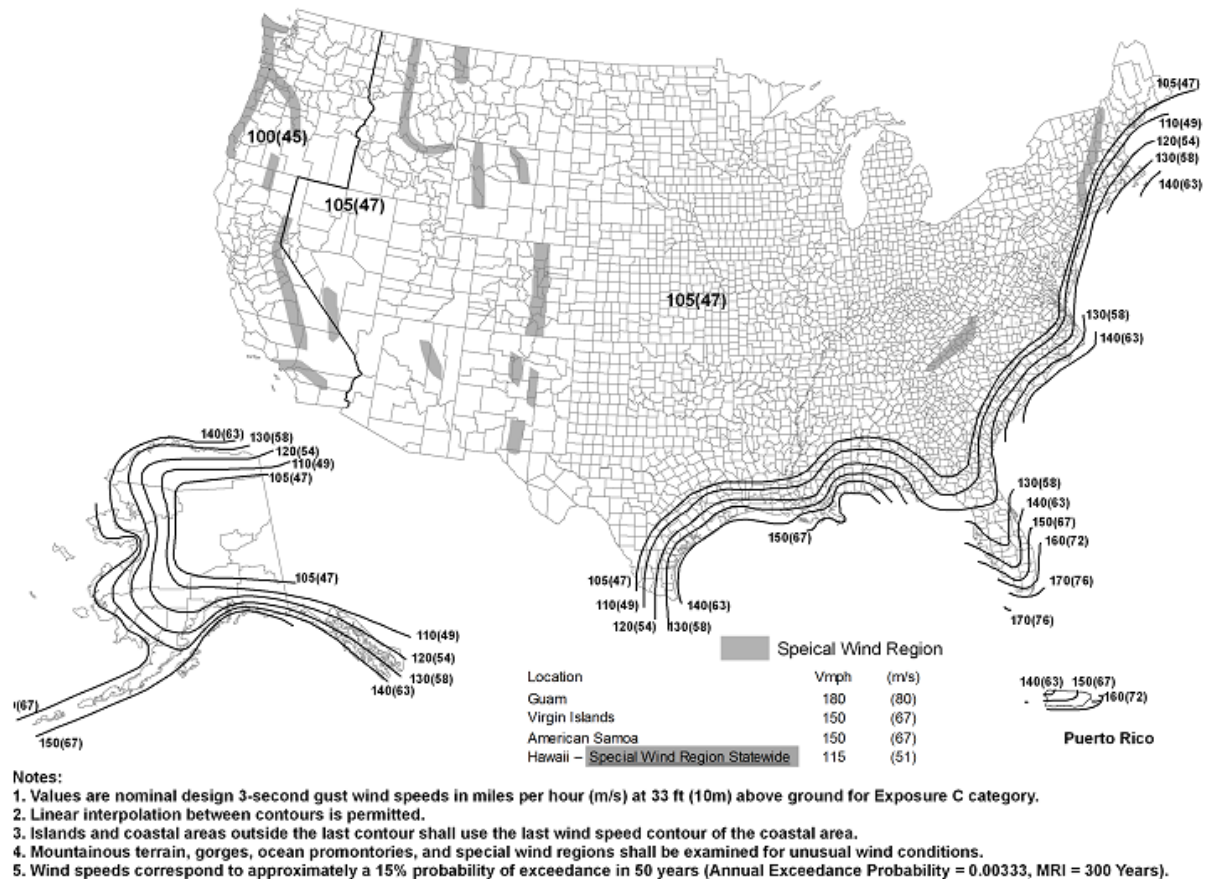 105(47)
110(49)
120(54)
130(58)
140(63)
100(45)
105(47)
105(47)
130(58)
140(63)
140(63)
130(58)
120(54)
110(49)
105(47)
130(58)
140(63)
150(67)
160(72)
150(67)
105(47)
105(47)
170(76)
110(49)
140(63)
120(54)
130(58)
170(76)
110(49)
120(54)
130(58)
140(63)
(67)
150(67)
Speical Wind Region
Location Vmph (m/s)
Guam 180 (80)
Virgin Islands 150 (67)
American Samoa 150 (67)
Hawaii – Special Wind Region Statewide 115 (51)
140(63) 150(67)
160(72)
Puerto Rico
Notes:
1. Values are nominal design 3-second gust wind speeds in miles per hour (m/s) at 33 ft (10m) above ground for Exposure C category.
2. Linear interpolation between contours is permitted.
3. Islands and coastal areas outside the last contour shall use the last wind speed contour of the coastal area.
4. Mountainous terrain, gorges, ocean promontories, and special wind regions shall be examined for unusual wind conditions.
5. Wind speeds correspond to approximately a 15% probability of exceedance in 50 years (Annual Exceedance Probability = 0.00333, MRI = 300 Years).